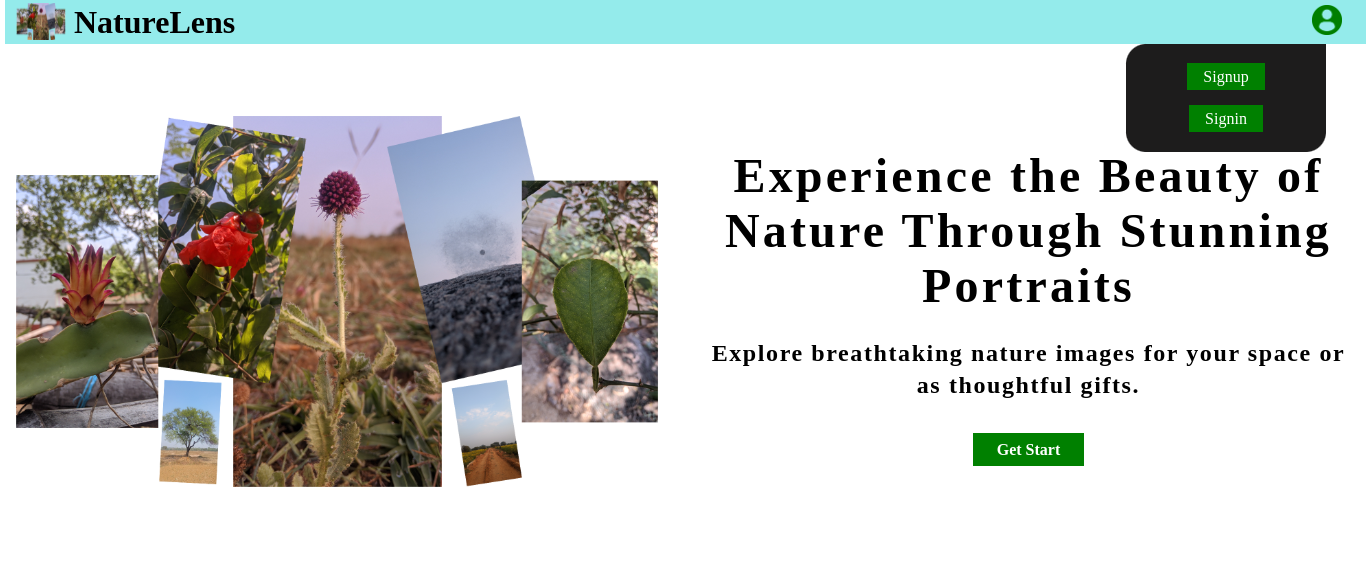 NatureLens
Signup
Signin
Experience the Beauty of
Nature Through Stunning
Portraits
Explore breathtaking nature images for your space or
as thoughtful gifts.
Get Start